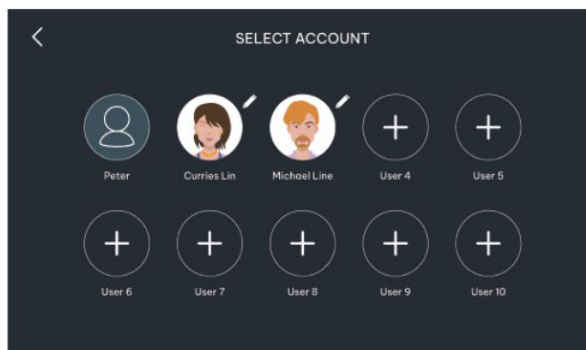 SELECT ACCOUNT
Peter Curries Lin Michael Line User 4 User 5
User 6 User 7 User 8 User 9 User 10